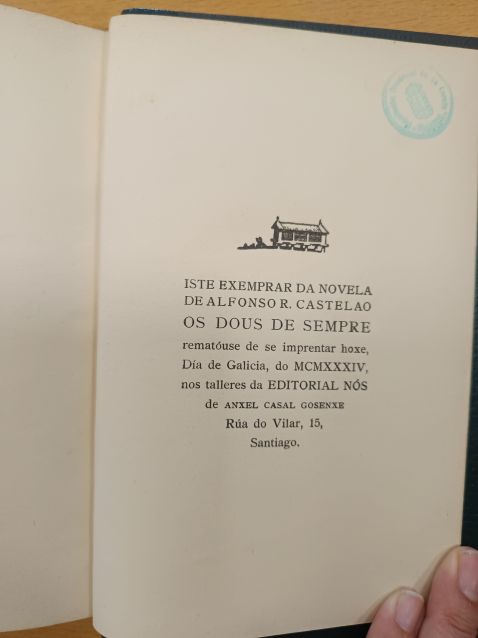 ISTE EXEMPRAR DA NOVELA
DE ALFONSO R. CASTELAO
OS DOUS DE SEMPRE
rematóuse de se imprentar hoxe,
Día de Galicia, do MCMXXXIV,
nos talleres da EDITORIAL NÓS
de ANXEL CASAL GOSENXE
Rúa do Vilar, 15,
Santiago.